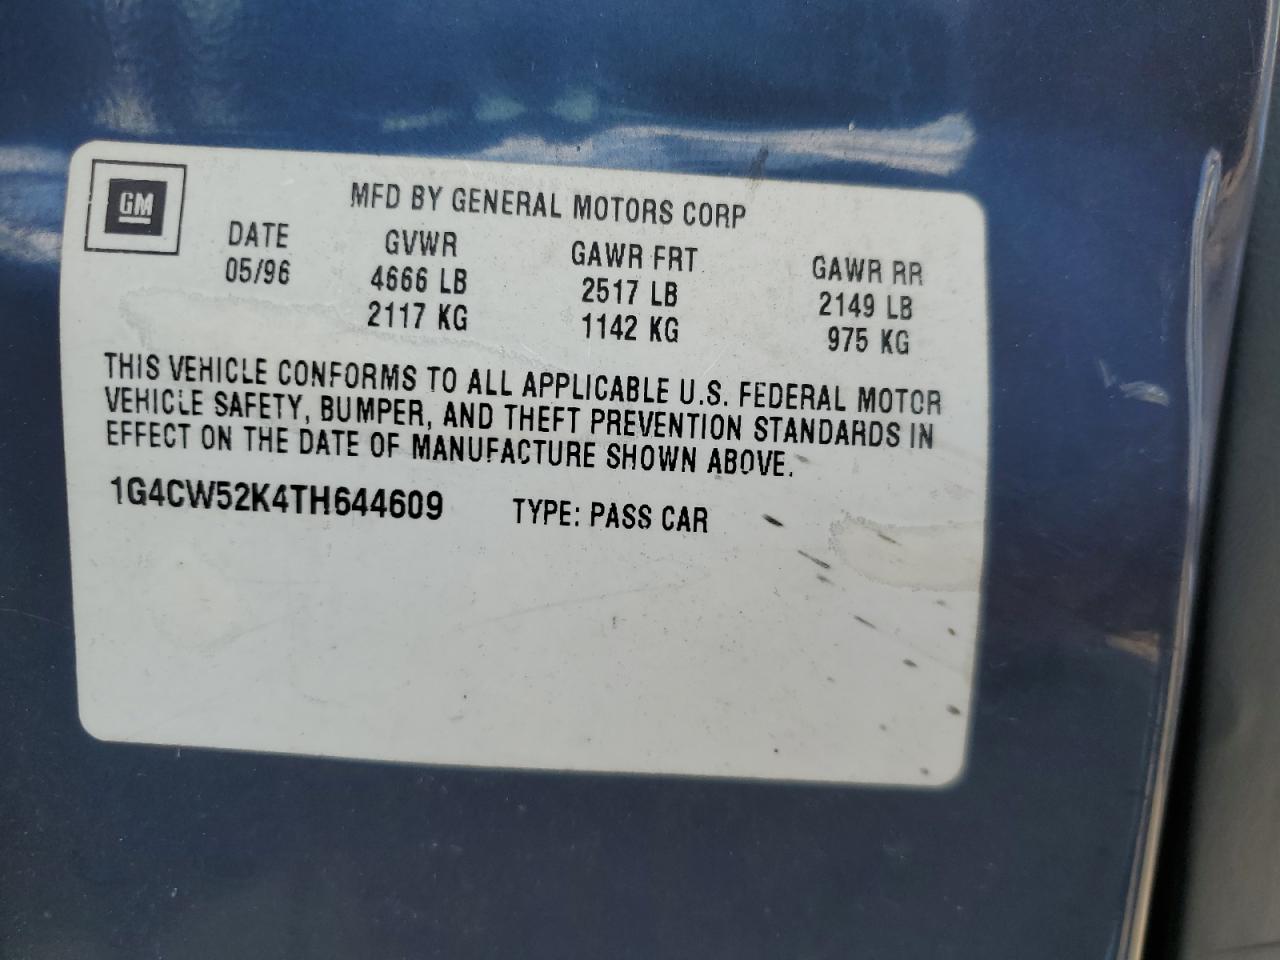 GM
MFD BY GENERAL MOTORS CORP
DATE GVWR GAWR FRT GAWR RR
05/96 4666 LB 2517 LB 2149 LB
2117 KG 1142 KG 975 KG
THIS VEHICLE CONFORMS TO ALL APPLICABLE U.S. FEDERAL MOTOR
VEHICLE SAFETY, BUMPER, AND THEFT PREVENTION STANDARDS IN
EFFECT ON THE DATE OF MANUFACTURE SHOWN ABOVE.
1G4CW52K4TH644609 TYPE: PASS CAR